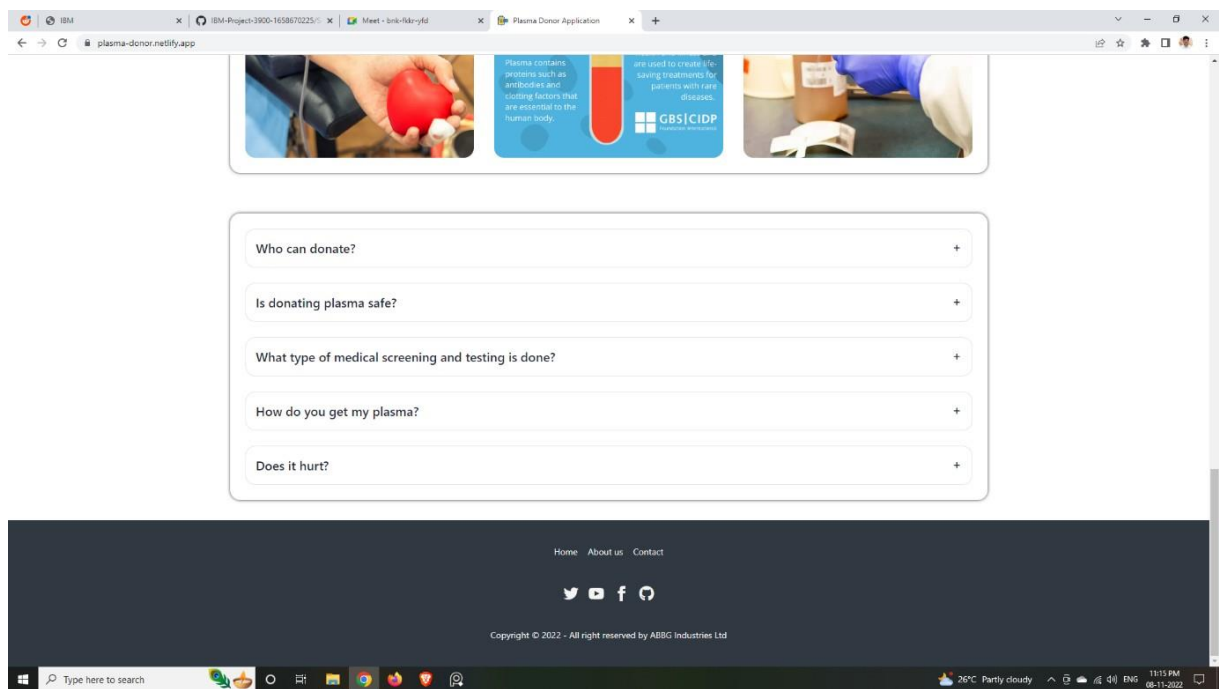 IBM
IBM-Project-3900-1658670225/
Meet - bnk-fkkr-yfd
Plasma Donor Application
plasma-donor.netlify.app
Plasma contains
proteins such as
antibodies and
clotting factors that
are essential to the
human body.
are used to create life-
saving treatments for
patients with rare
diseases.
GBS|CIDP
Who can donate?
+
Is donating plasma safe?
+
What type of medical screening and testing is done?
+
How do you get my plasma?
+
Does it hurt?
+
Home About us Contact
Copyright © 2022 - All right reserved by ABBG Industries Ltd
Type here to search
26°C Partly cloudy
ENG
11:15 PM
08-11-2022